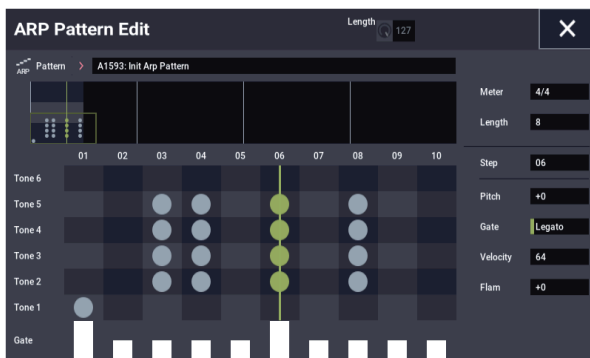 ARP Pattern Edit
Length 127
ARP Pattern > A1593: Init Arp Pattern
Meter 4/4
Length 8
01 02 03 04 05 06 07 08 09 10
Step 06
Tone 6
Tone 5
Pitch +0
Tone 4
Gate Legato
Tone 3
Velocity 64
Tone 2
Flam +0
Tone 1
Gate